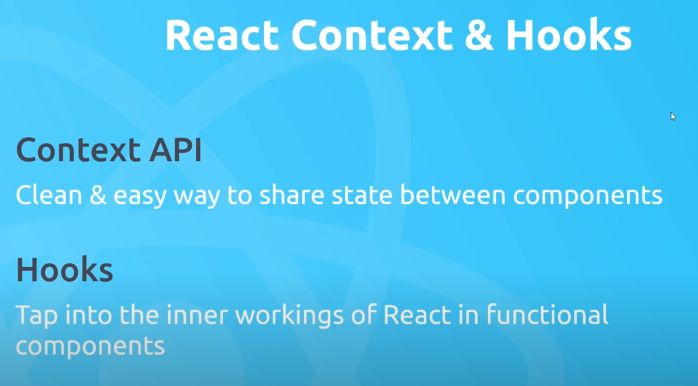 React Context & Hooks
Context API
Clean & easy way to share state between components
Hooks
Tap into the inner workings of React in functional
components